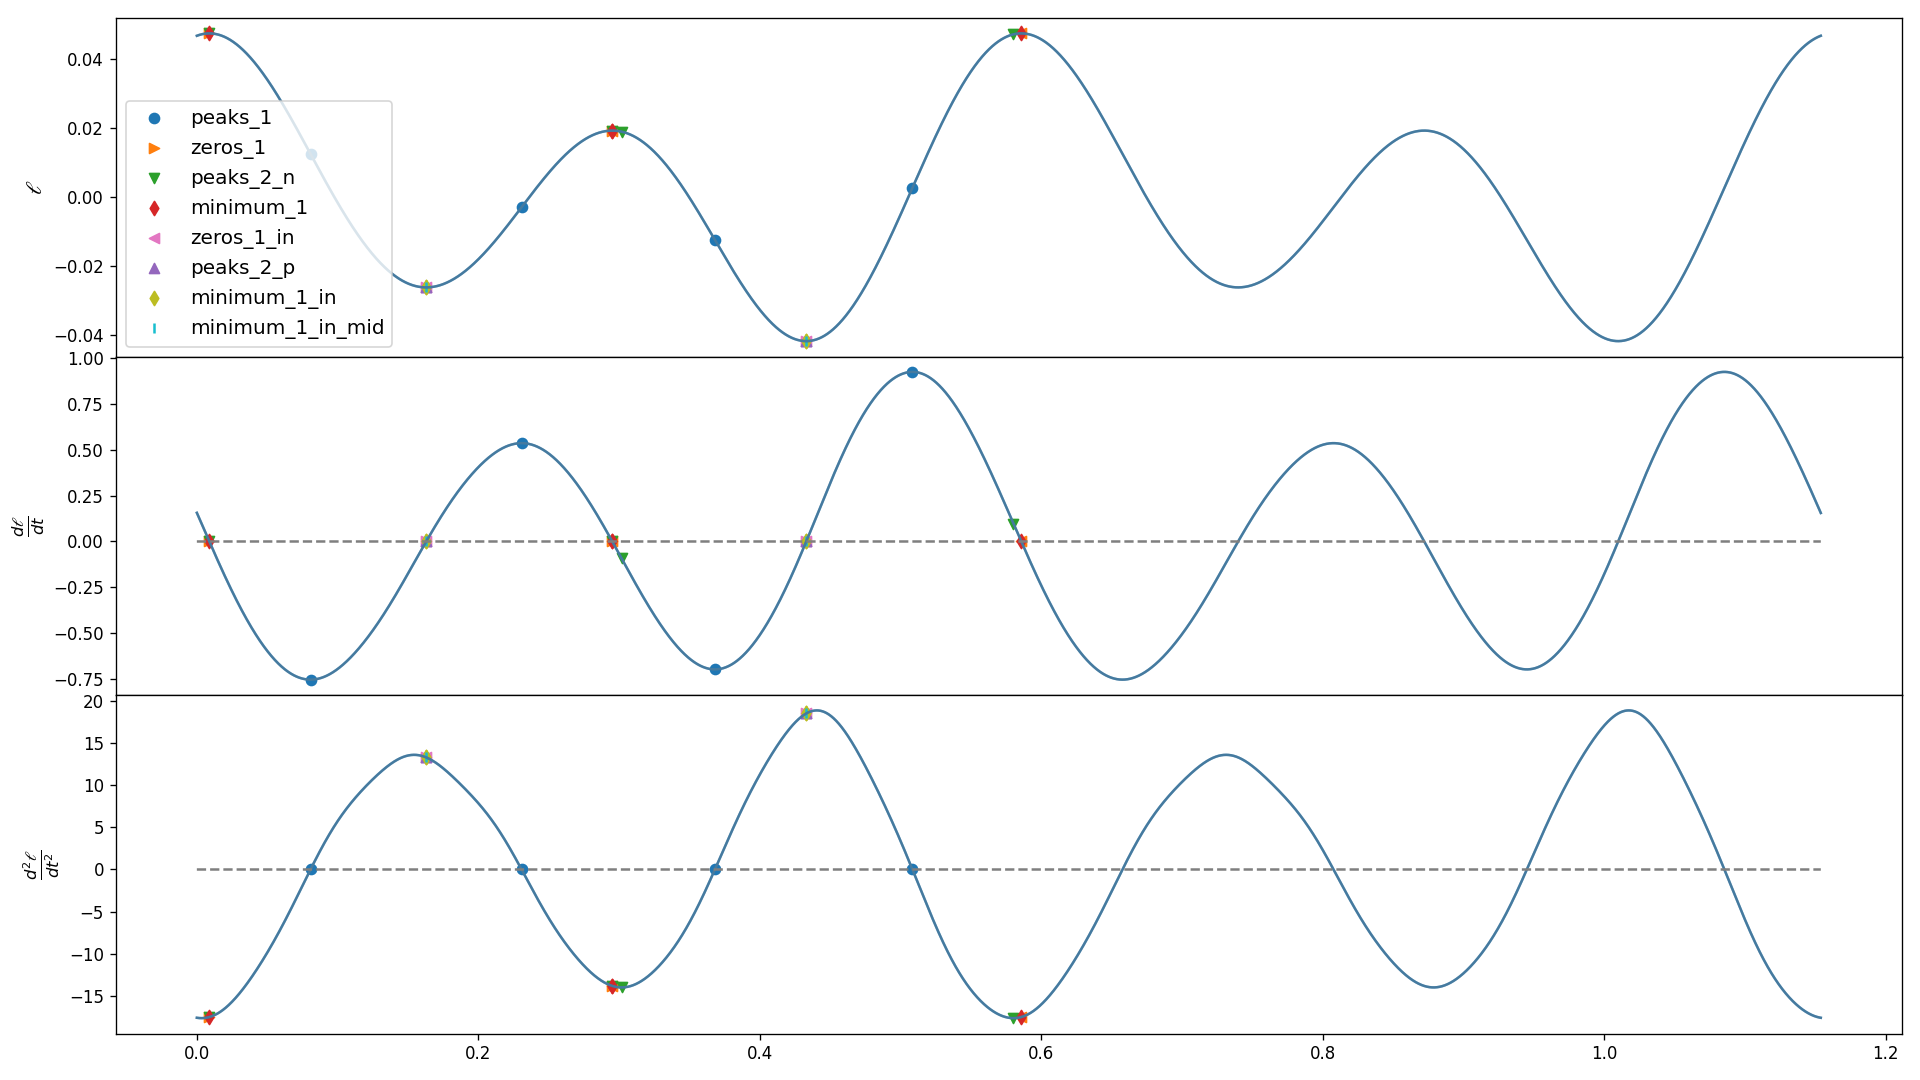 0.04
0.02
0.00
−0.02
−0.04
ℓ
peaks_1
zeros_1
peaks_2_n
minimum_1
zeros_1_in
peaks_2_p
minimum_1_in
minimum_1_in_mid
1.00
0.75
0.50
0.25
0.00
−0.25
−0.50
−0.75
dℓ/dt
20
15
10
5
0
−5
−10
−15
d²ℓ/dt²
0.0 0.2 0.4 0.6 0.8 1.0 1.2